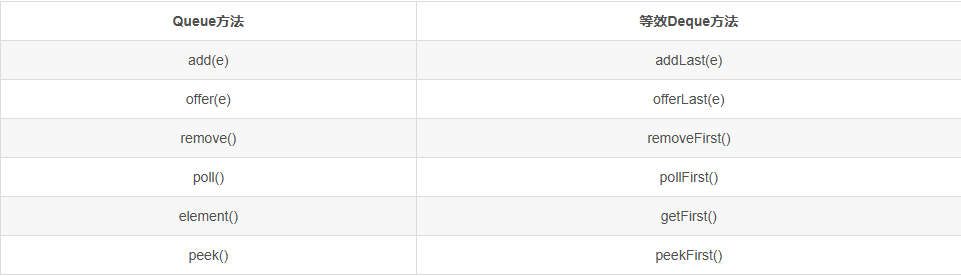 Queue方法 等效Deque方法
add(e) addLast(e)
offer(e) offerLast(e)
remove() removeFirst()
poll() pollFirst()
element() getFirst()
peek() peekFirst()